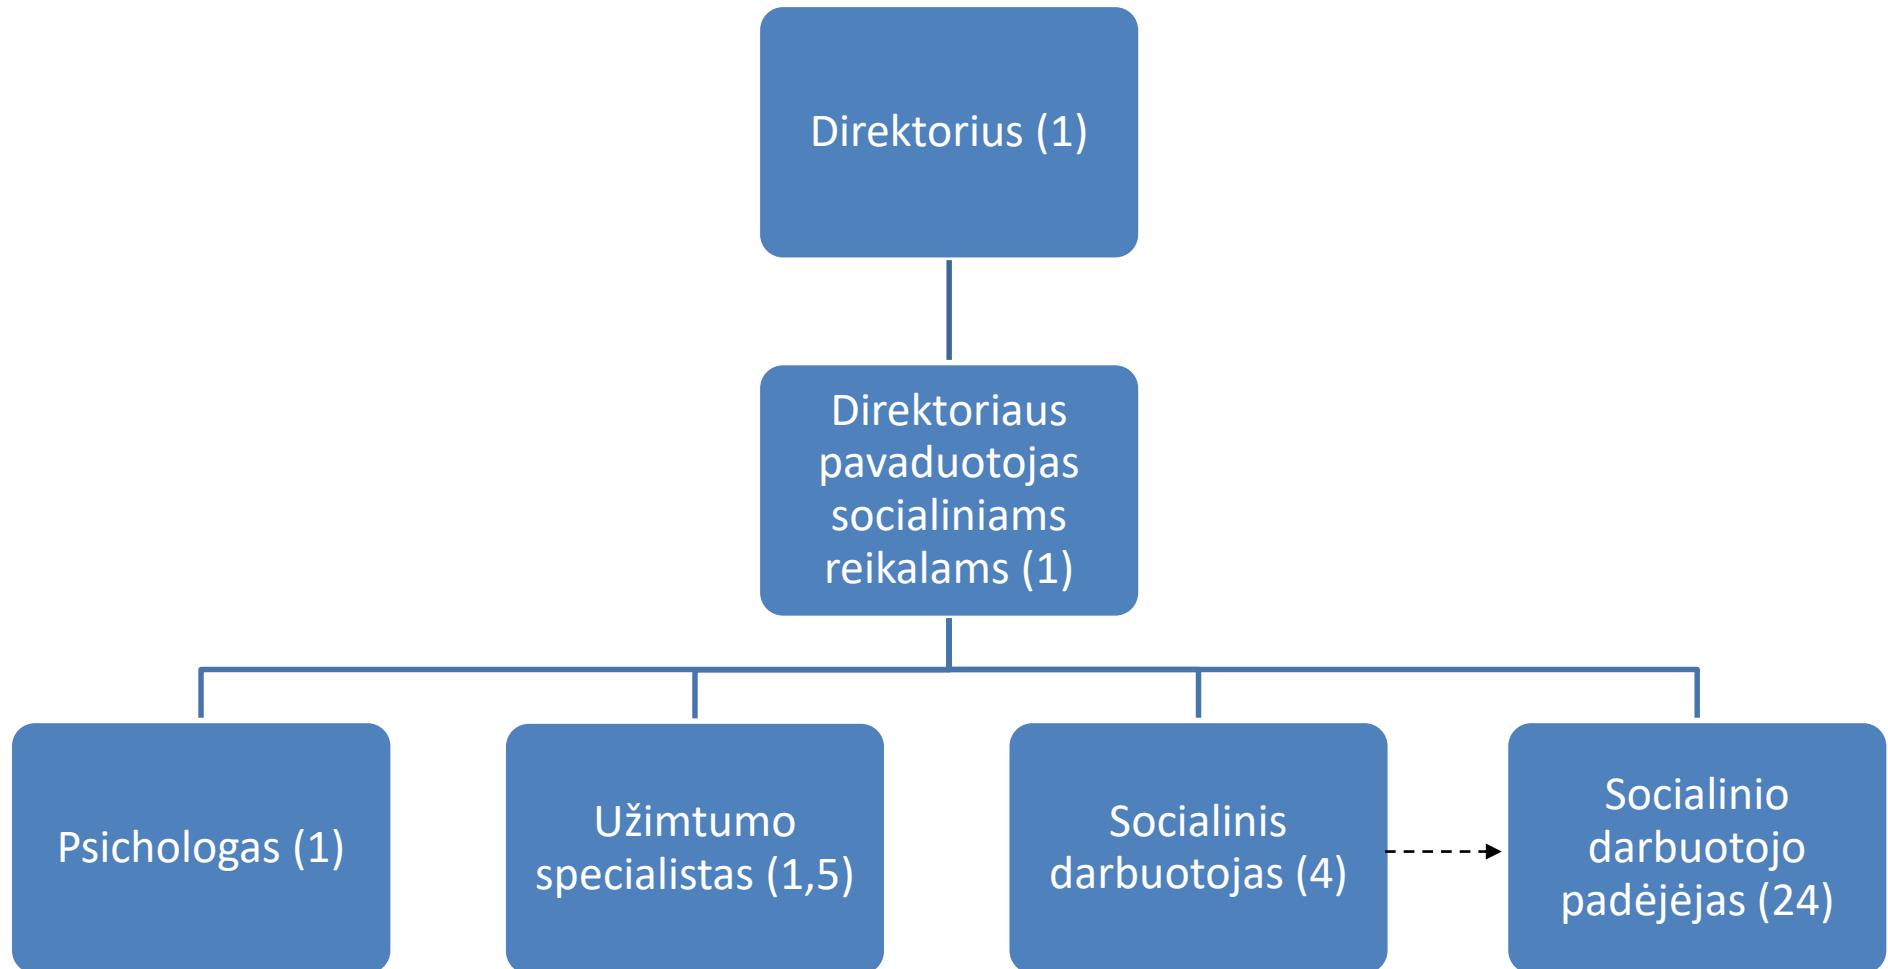 Direktorius (1)
Direktoriaus
pavaduotojas
socialiniams
reikalams (1)
Psichologas (1)
Užimtumo
specialistas (1,5)
Socialinis
darbuotojas (4)
Socialinio
darbuotojo
padėjėjas (24)